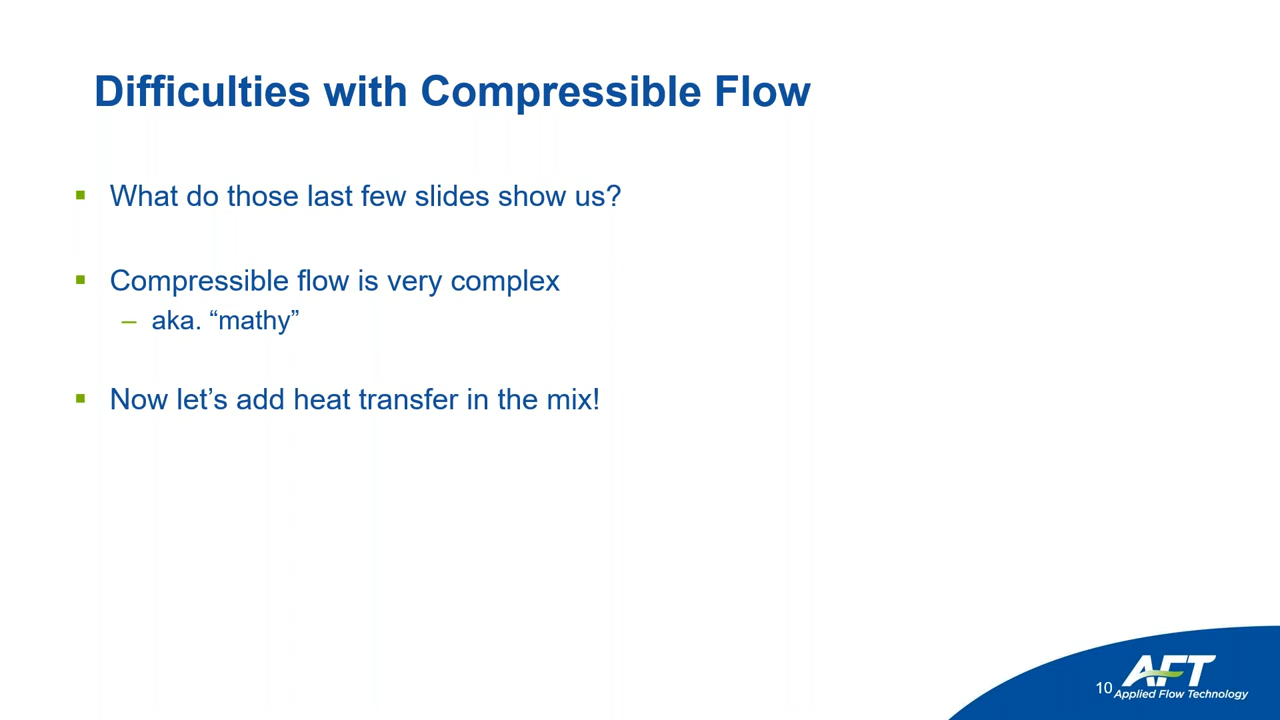 Difficulties with Compressible Flow
▪ What do those last few slides show us?
▪ Compressible flow is very complex
– aka. “mathy”
▪ Now let’s add heat transfer in the mix!
10
AFT
Applied Flow Technology